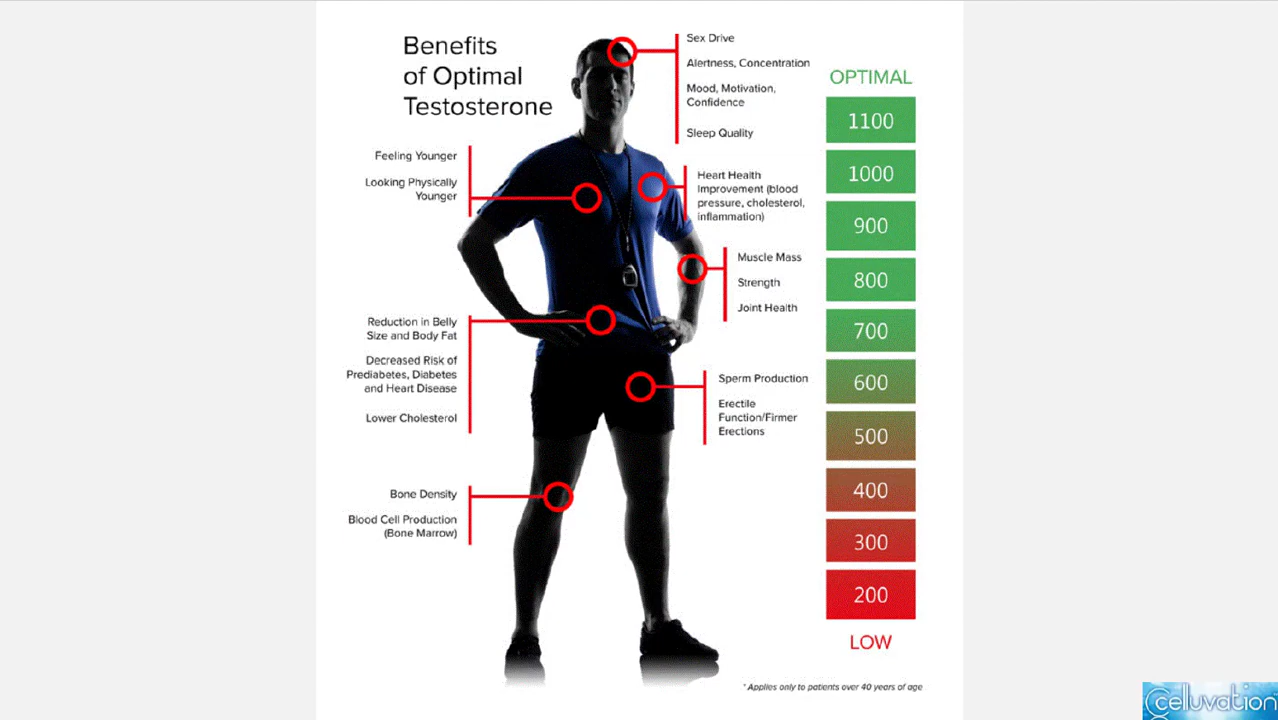 Benefits
of Optimal
Testosterone
Sex Drive
Alertness, Concentration
Mood, Motivation,
Confidence
Sleep Quality
Feeling Younger
Looking Physically
Younger
Heart Health
Improvement (blood
pressure, cholesterol,
inflammation)
Muscle Mass
Strength
Joint Health
Reduction in Belly
Size and Body Fat
Decreased Risk of
Prediabetes, Diabetes
and Heart Disease
Lower Cholesterol
Sperm Production
Erectile
Function/Firmer
Erections
Bone Density
Blood Cell Production
(Bone Marrow)
OPTIMAL
1100
1000
900
800
700
600
500
400
300
200
LOW
* Applies only to patients over 40 years of age
celluvation